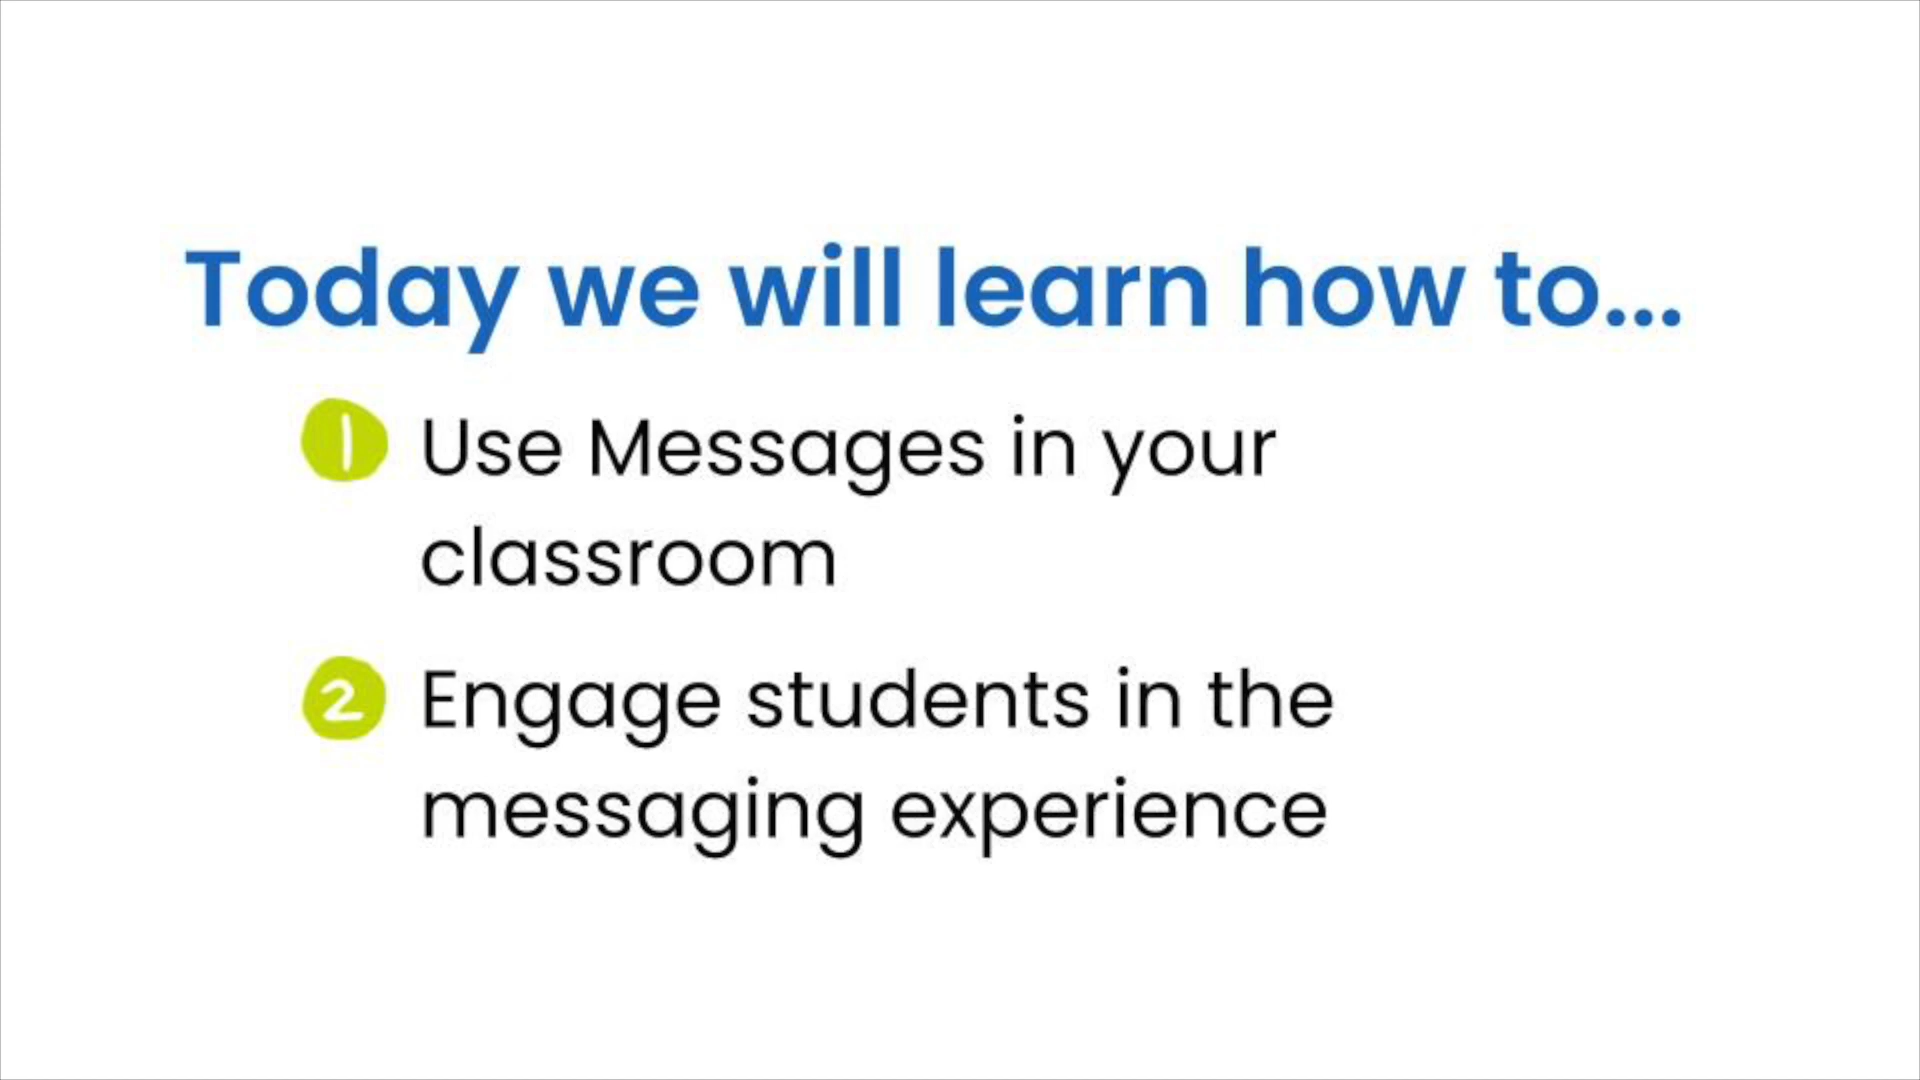 Today we will learn how to...
1 Use Messages in your
classroom
2 Engage students in the
messaging experience